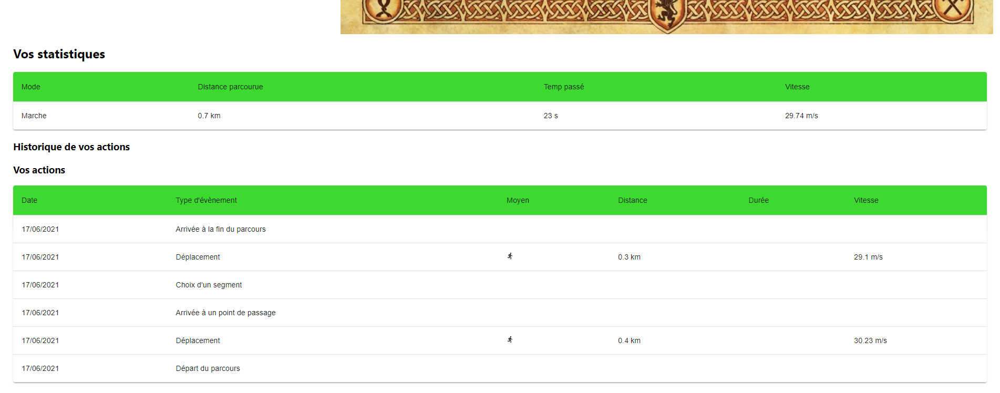 Vos statistiques
Mode Distance parcourue Temp passé Vitesse
Marche 0.7 km 23 s 29.74 m/s
Historique de vos actions
Vos actions
Date Type d'évènement Moyen Distance Durée Vitesse
17/06/2021 Arrivée à la fin du parcours
17/06/2021 Déplacement 0.3 km 29.1 m/s
17/06/2021 Choix d'un segment
17/06/2021 Arrivée à un point de passage
17/06/2021 Déplacement 0.4 km 30.23 m/s
17/06/2021 Départ du parcours